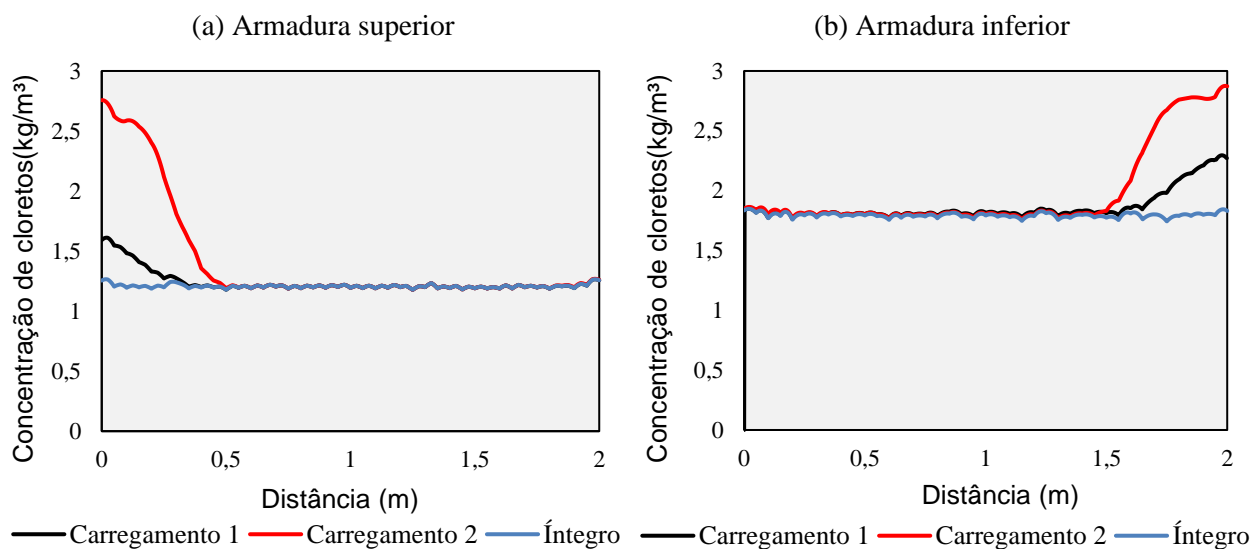 (a) Armadura superior
Concentração de cloretos(kg/m³)
3
2,5
2
1,5
1
0,5
0
0
0,5
1
1,5
2
Distância (m)
Carregamento 1
Carregamento 2
Íntegro
(b) Armadura inferior
Concentração de cloretos(kg/m³)
3
2,5
2
1,5
1
0,5
0
0
0,5
1
1,5
2
Distância (m)
Carregamento 1
Carregamento 2
Íntegro